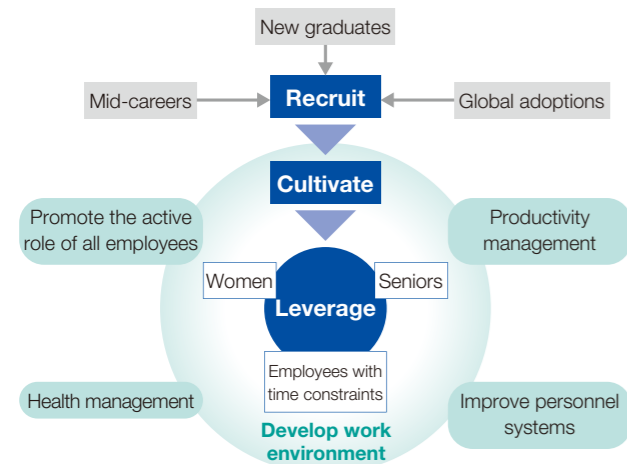 New graduates
Mid-careers
Recruit
Global adoptions
Cultivate
Promote the active
role of all employees
Productivity
management
Women
Seniors
Leverage
Employees with
time constraints
Health management
Improve personnel
systems
Develop work
environment